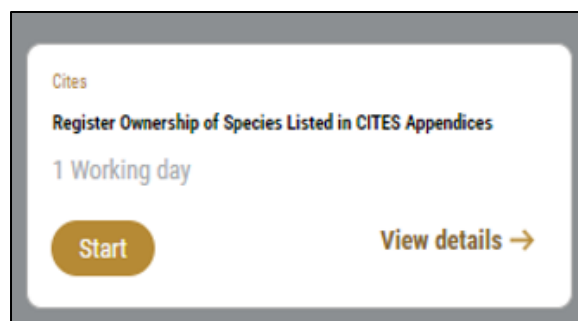 Cites
Register Ownership of Species Listed in CITES Appendices
1 Working day
Start
View details →